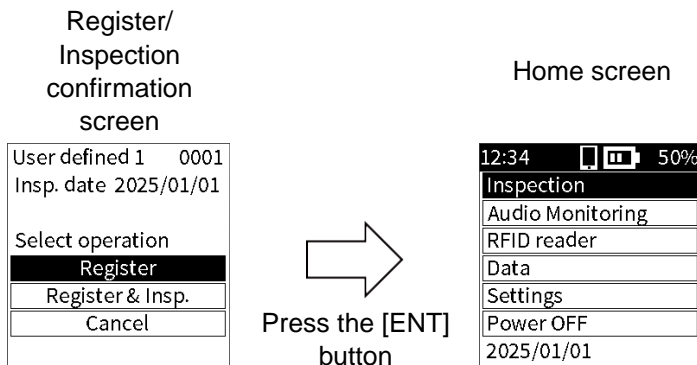 Register/
Inspection
confirmation
screen
User defined 1 0001
Insp. date 2025/01/01
Select operation
Register
Register & Insp.
Cancel
Press the [ENT]
button
Home screen
12:34 50%
Inspection
Audio Monitoring
RFID reader
Data
Settings
Power OFF
2025/01/01